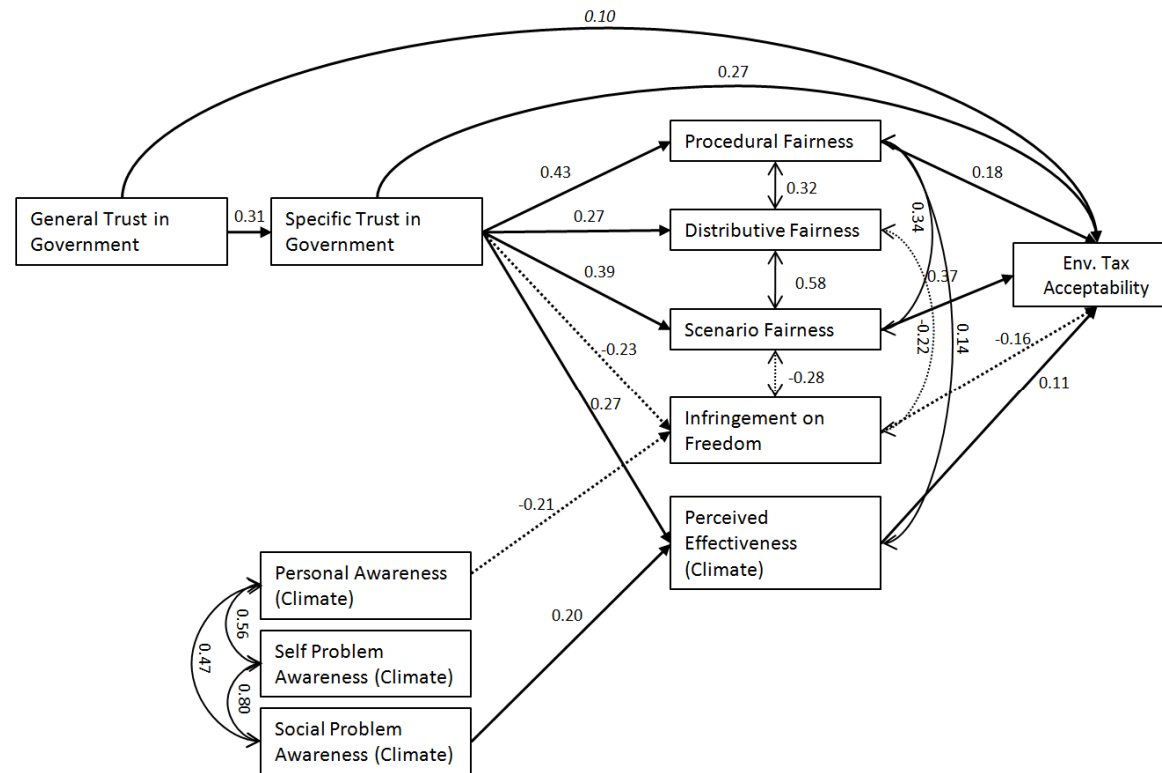 0.10
0.27
Procedural Fairness
0.43
0.18
0.32
General Trust in
Government
0.31
Specific Trust in
Government
0.27
Distributive Fairness
0.34
Env. Tax
Acceptability
0.39
0.58
0.37
Scenario Fairness
-0.23
-0.28
-0.22
0.14
-0.16
0.27
0.11
Infringement on
Freedom
-0.21
Perceived
Effectiveness
(Climate)
Personal Awareness
(Climate)
0.20
0.56
0.47
Self Problem
Awareness (Climate)
0.80
Social Problem
Awareness (Climate)